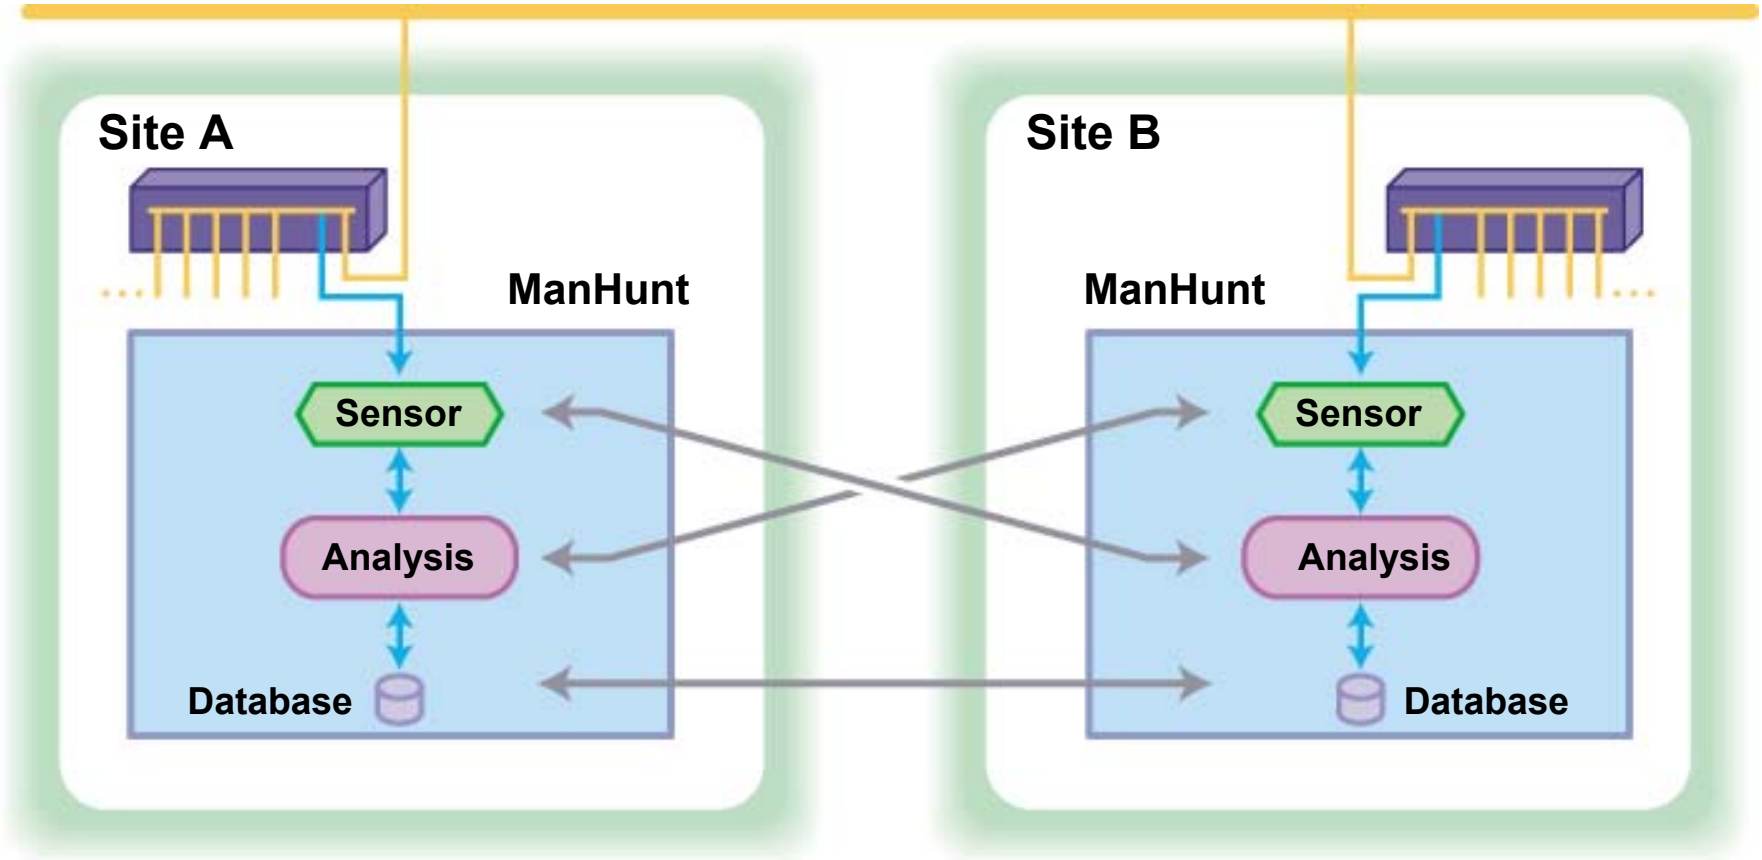 Site A
Site B
ManHunt
ManHunt
Sensor
Sensor
Analysis
Analysis
Database
Database